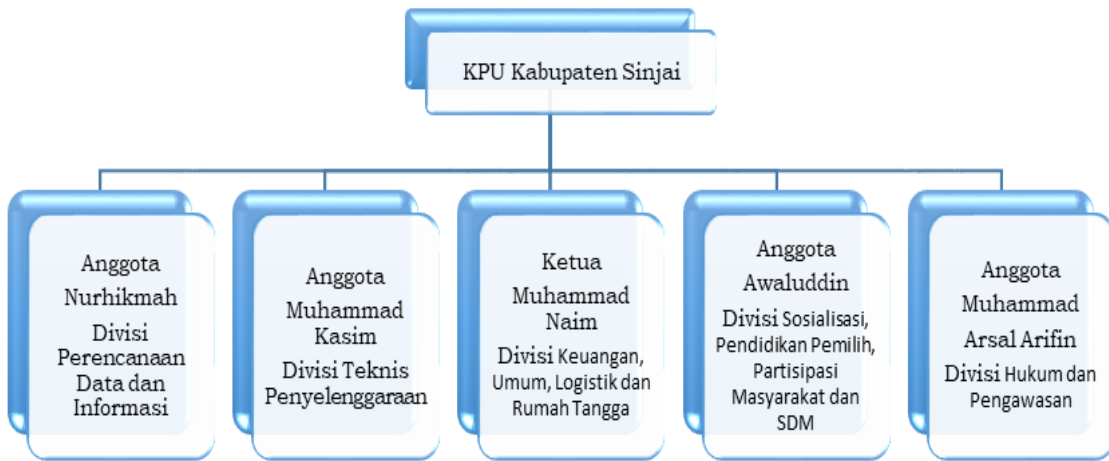 KPU Kabupaten Sinjai
Anggota
Nurhikmah
Divisi
Perencanaan
Data dan
Informasi
Anggota
Muhammad
Kasim
Divisi Teknis
Penyelenggaraan
Ketua
Muhammad
Naim
Divisi Keuangan,
Umum, Logistik dan
Rumah Tangga
Anggota
Awaluddin
Divisi Sosialisasi,
Pendidikan Pemilih,
Partisipasi
Masyarakat dan
SDM
Anggota
Muhammad
Arsal Arifin
Divisi Hukum dan
Pengawasan